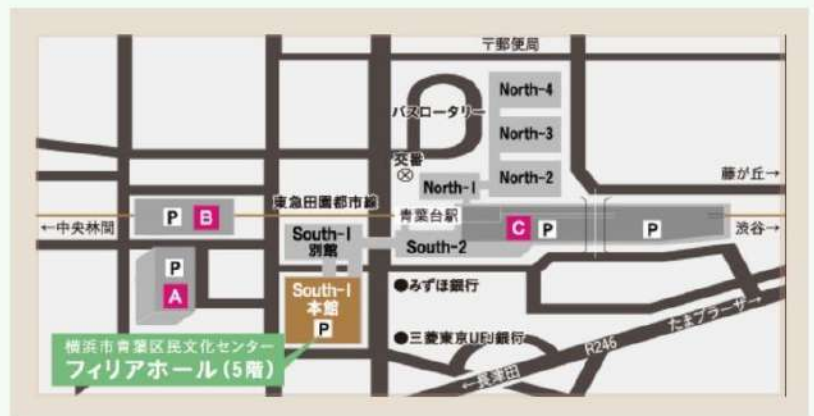 〒郵便局
North-4
バスロータリー
North-3
交番
North-2
藤が丘→
North-1
東急田園都市線
P B
青葉台駅
C P
P
←中央林間
South-1
別館
South-2
渋谷→
P
A
South-1
本館
P
●みずほ銀行
●三菱東京UFJ銀行
たまプラーザ→
R246
←長津田
横浜市青葉区民文化センター
フィリアホール(5階)